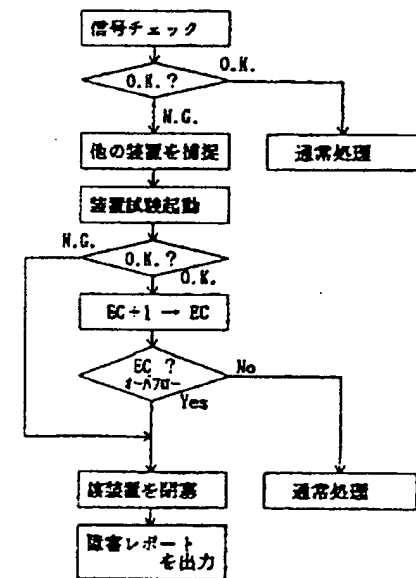 信号チェック
O.K.?
O.K.
N.G.
他の装置を捕捉
通常処理
装置試験起動
N.G.
O.K.?
O.K.
EC+1 → EC
EC ?
オーバフロー
No
Yes
該装置を閉塞
通常処理
障害レポート
を出力